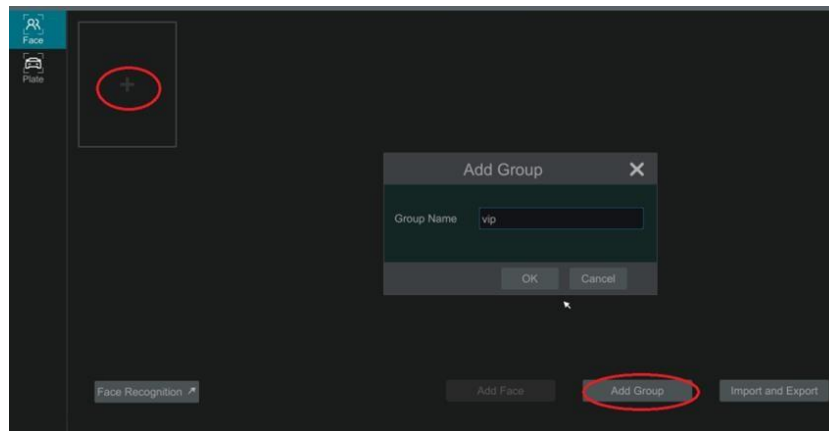 Face
Plate
Add Group
Group Name vip
OK Cancel
Face Recognition Add Face Add Group Import and Export